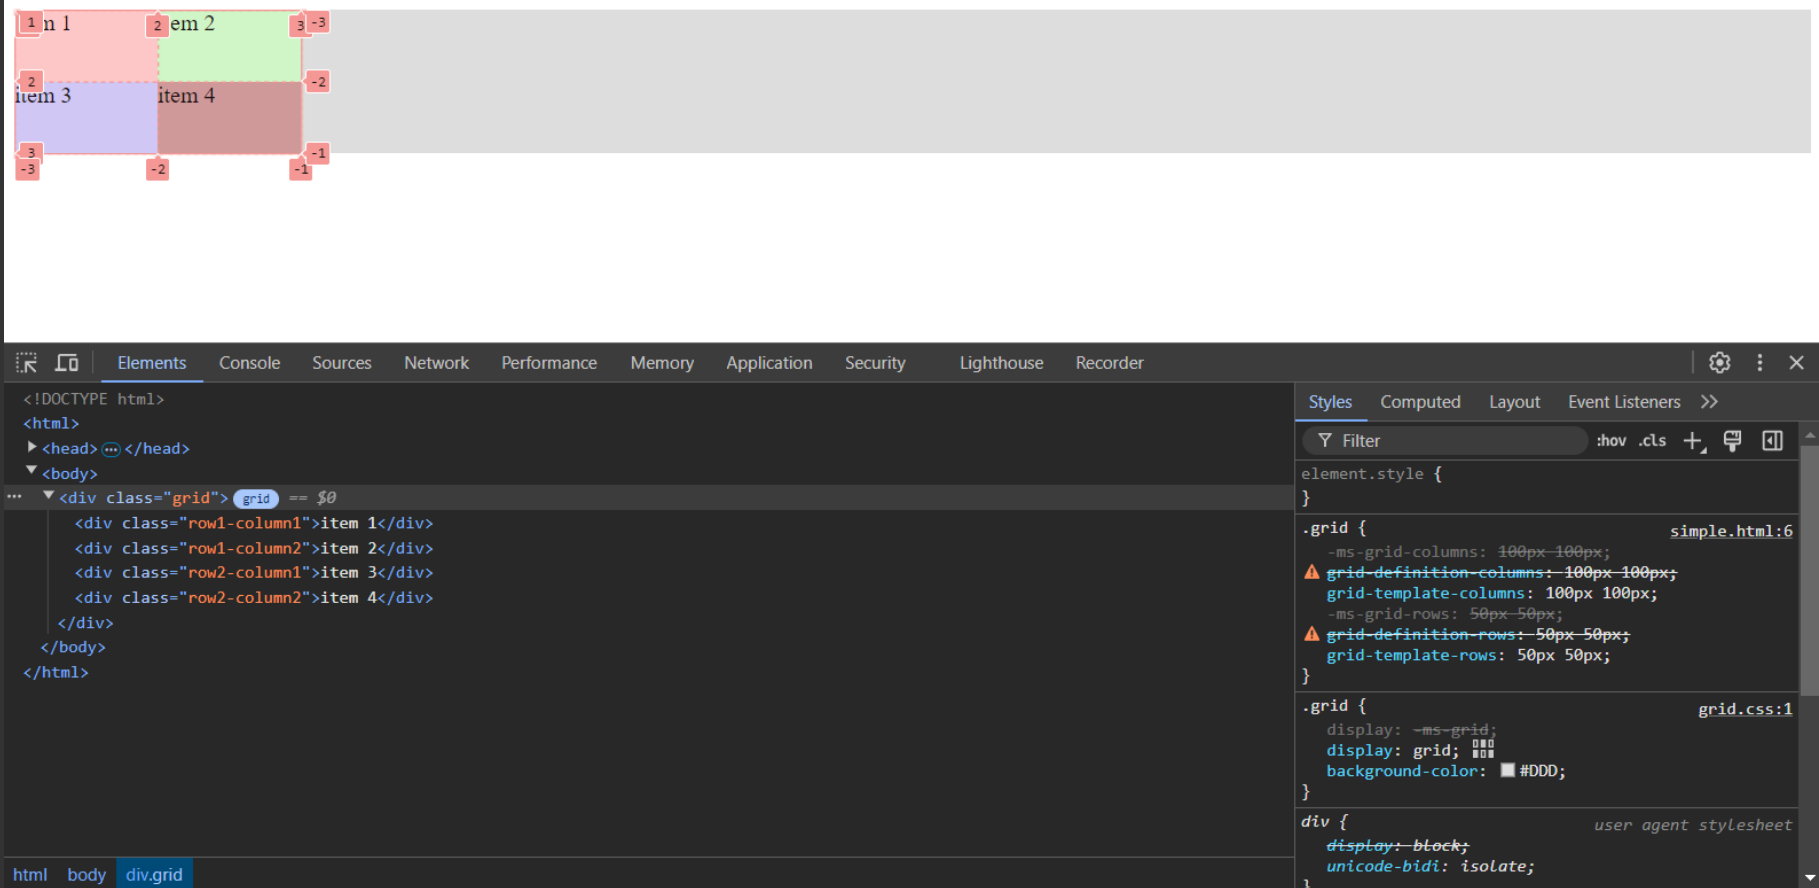 1 m 1 2 em 2 3 -3
2 -2
item 3 item 4
3 -1
-3 -2 -1
Elements Console Sources Network Performance Memory Application Security Lighthouse Recorder
<!DOCTYPE html>
<html>
<head> ••• </head>
<body>
••• <div class="grid"> grid == $0
<div class="row1-column1">item 1</div>
<div class="row1-column2">item 2</div>
<div class="row2-column1">item 3</div>
<div class="row2-column2">item 4</div>
</div>
</body>
</html>
html body div.grid
Styles Computed Layout Event Listeners >>
Filter :hov .cls +
element.style {
}
.grid { simple.html:6
-ms-grid-columns: 100px 100px;
grid-definition-columns: 100px 100px;
grid-template-columns: 100px 100px;
-ms-grid-rows: 50px 50px;
grid-definition-rows: 50px 50px;
grid-template-rows: 50px 50px;
}
.grid { grid.css:1
display: -ms-grid;
display: grid;
background-color: #DDD;
}
div { user agent stylesheet
display: block;
unicode-bidi: isolate;
}